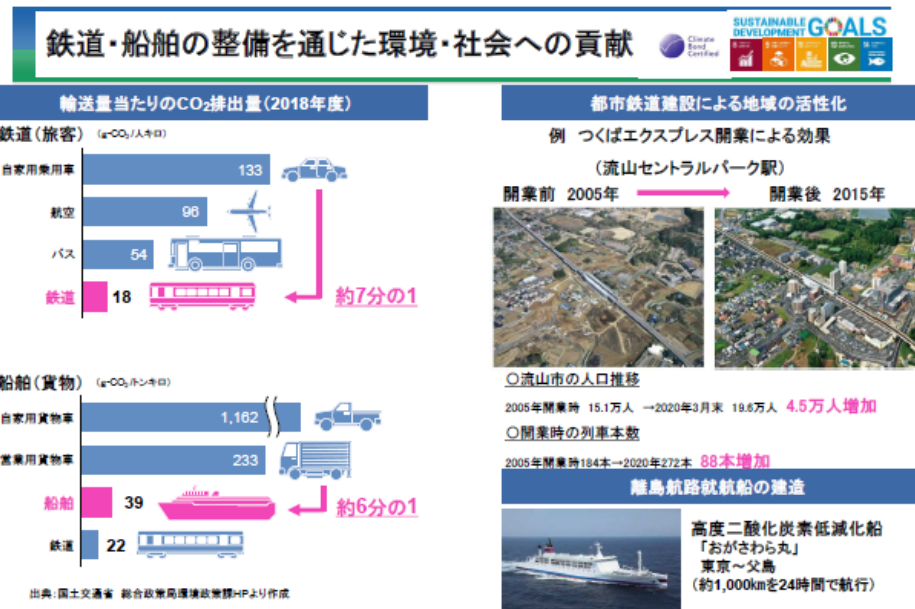 鉄道・船舶の整備を通じた環境・社会への貢献
Climate
Bond
Certified
SUSTAINABLE
DEVELOPMENT GOALS
輸送量当たりのCO₂排出量(2018年度)
鉄道(旅客) (g-CO₂/人キロ)
自家用乗用車 133
航空 96
バス 54
鉄道 18
約7分の1
船舶(貨物) (g-CO₂/トンキロ)
自家用貨物車 1,162
営業用貨物車 233
船舶 39
約6分の1
鉄道 22
出典:国土交通省 総合政策局環境政策課HPより作成
都市鉄道建設による地域の活性化
例 つくばエクスプレス開業による効果
(流山セントラルパーク駅)
開業前 2005年 開業後 2015年
○流山市の人口推移
2005年開業時 15.1万人 →2020年3月末 19.6万人 4.5万人増加
○開業時の列車本数
2005年開業時184本→2020年272本 88本増加
離島航路就航船の建造
高度二酸化炭素低減化船
「おがさわら丸」
東京~父島
(約1,000kmを24時間で航行)